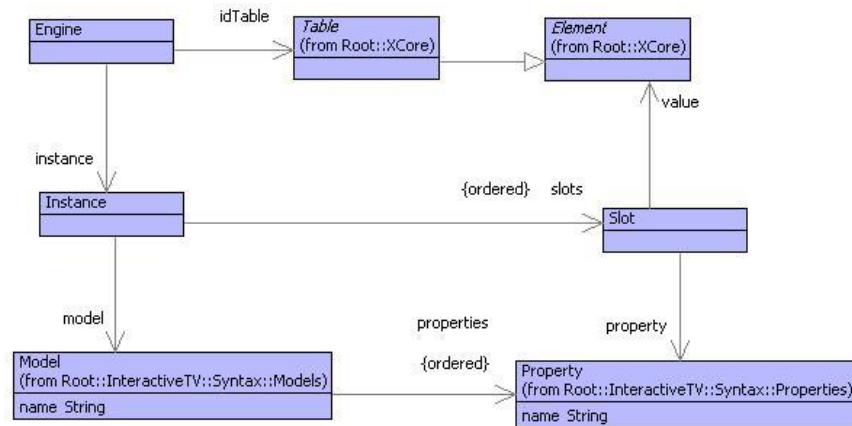 idTable
Engine
Table
(from Root::XCore)
Element
(from Root::XCore)
value
instance
{ordered} slots
Instance
Slot
model
properties
property
{ordered}
Model
(from Root::InteractiveTV::Syntax::Models)
name String
Property
(from Root::InteractiveTV::Syntax::Properties)
name String